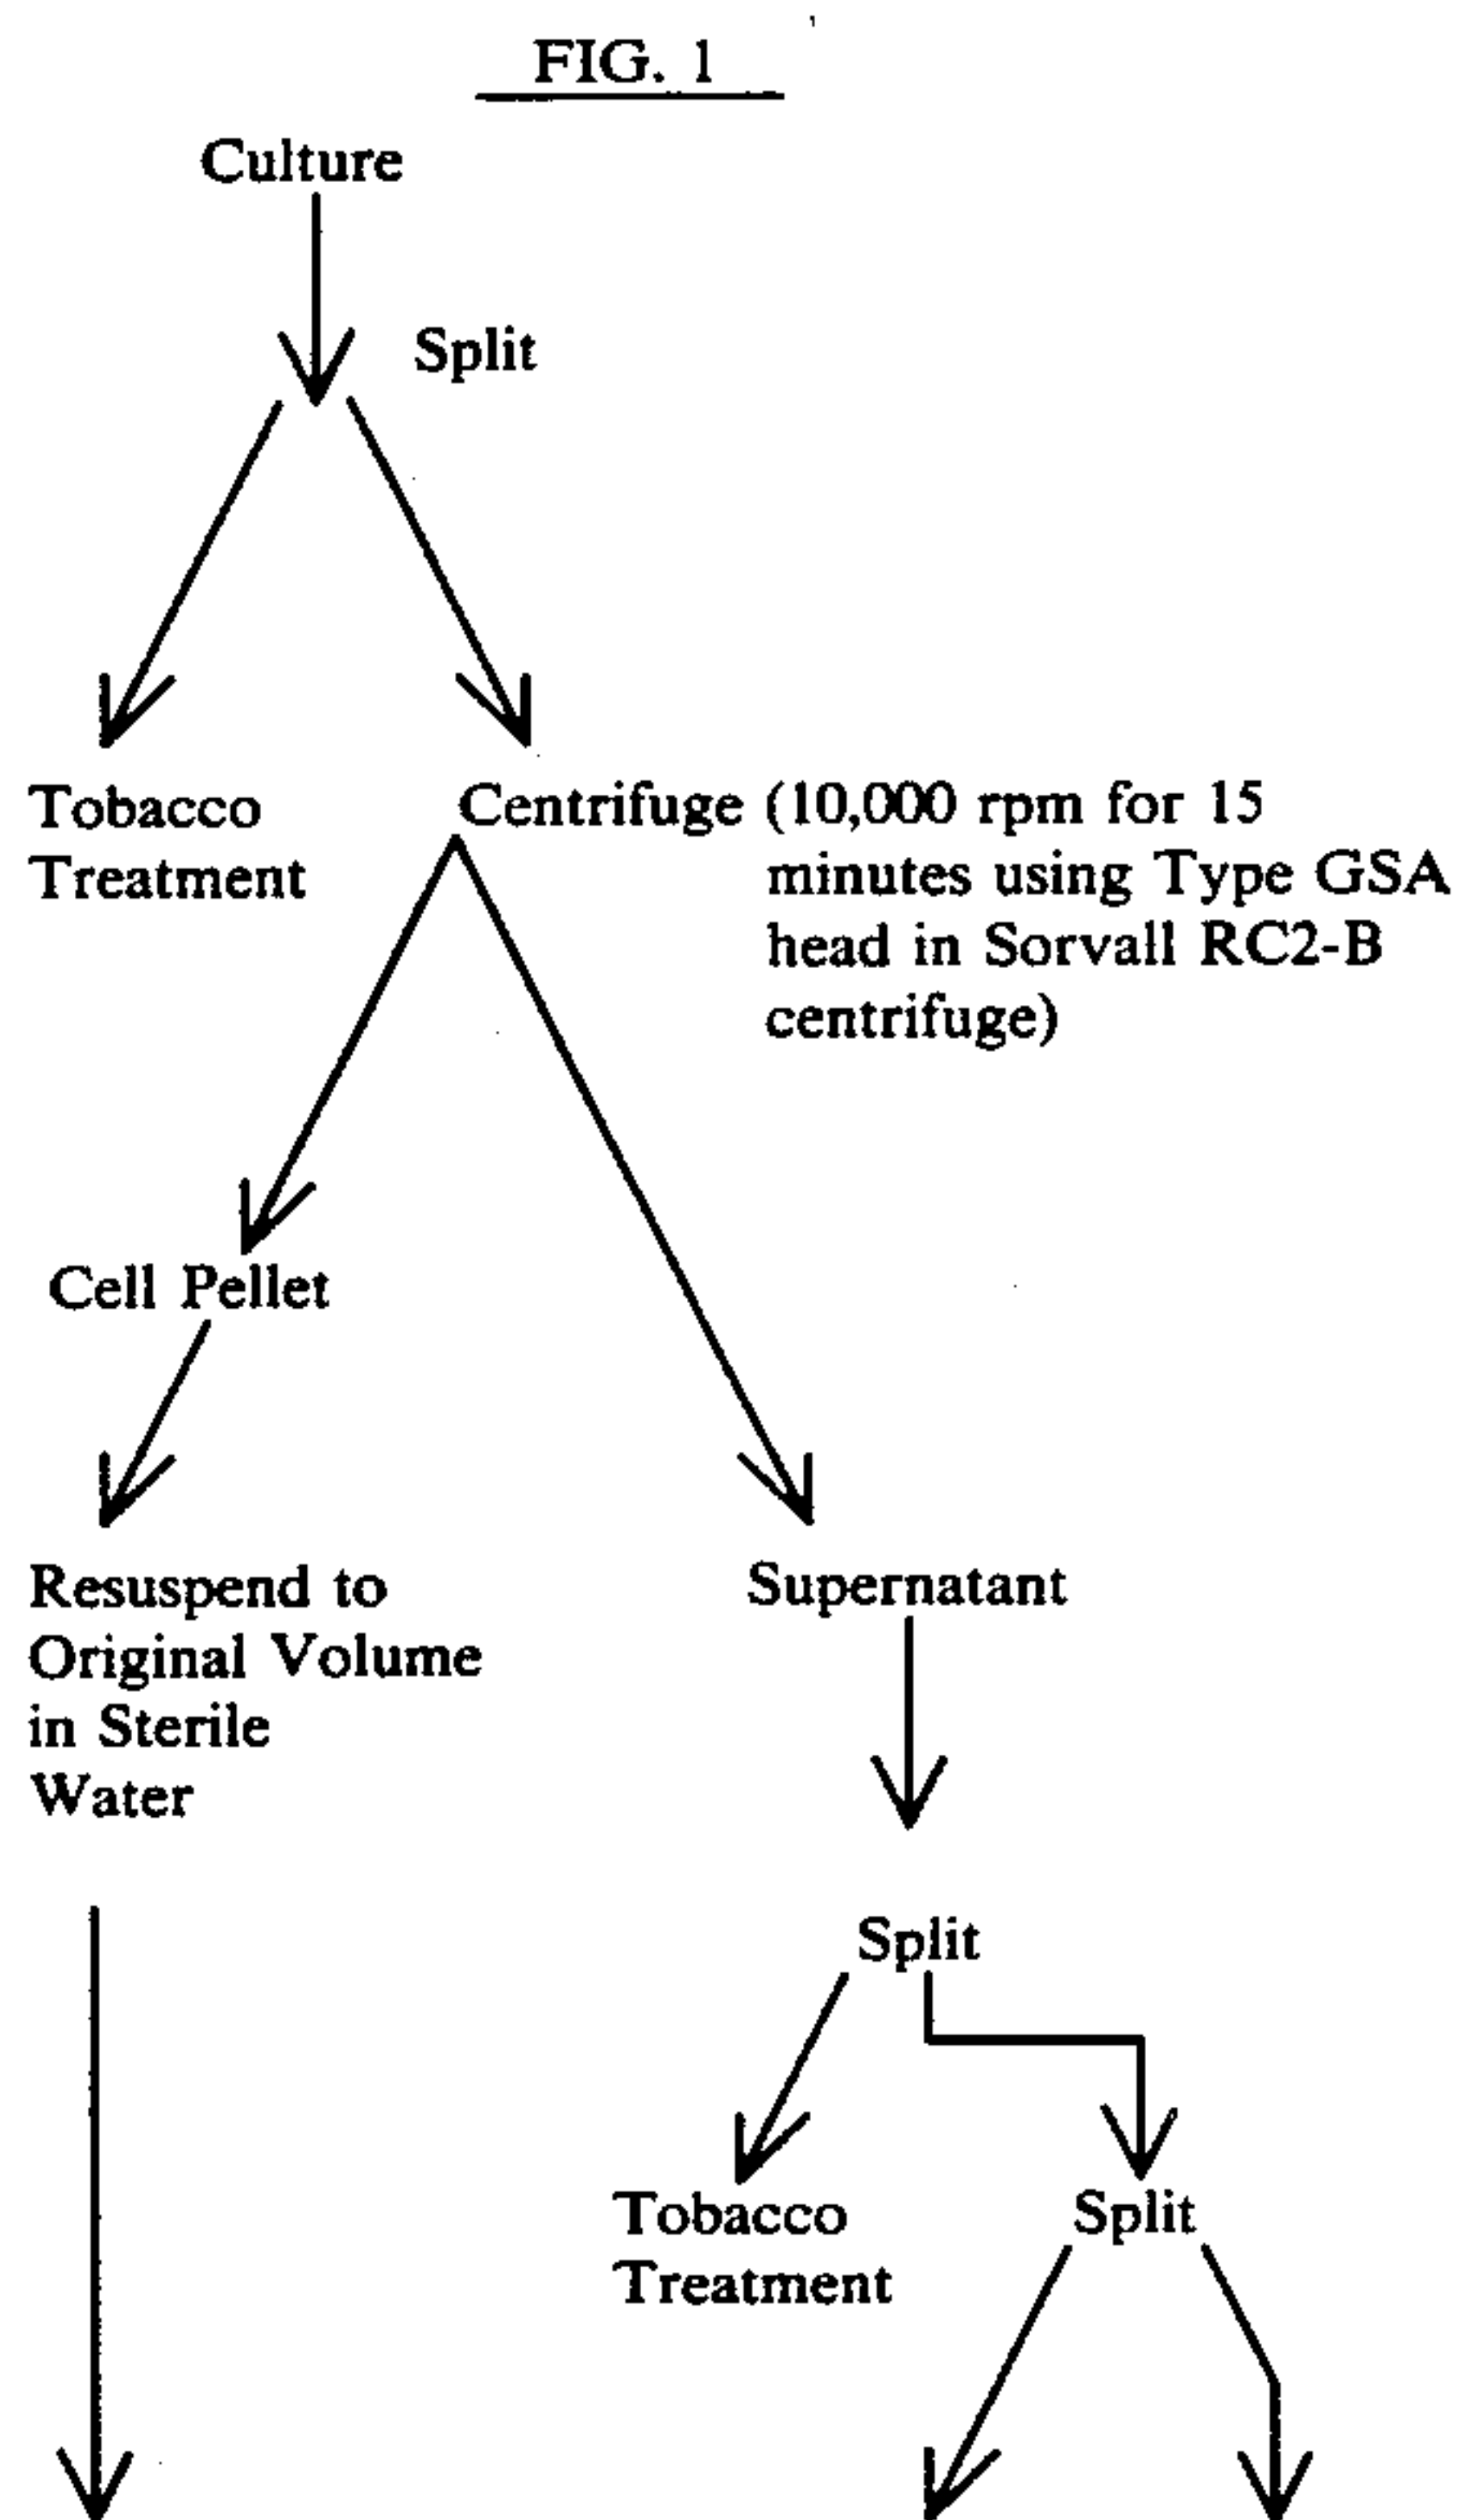 FIG. 1
Culture
Split
Tobacco
Treatment
Centrifuge (10,000 rpm for 15
minutes using Type GSA
head in Sorvall RC2-B
centrifuge)
Cell Pellet
Resuspend to
Original Volume
in Sterile
Water
Supernatant
Split
Tobacco
Treatment
Split